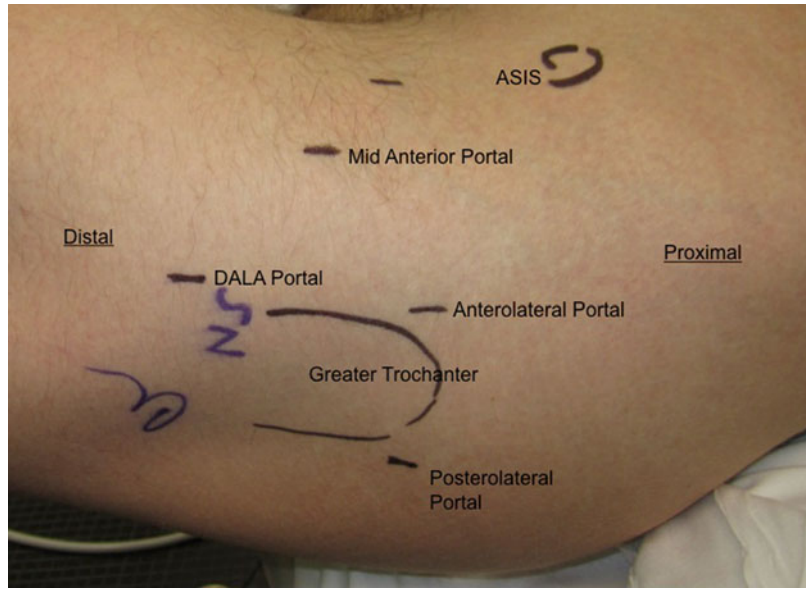 ASIS
Mid Anterior Portal
Distal
Proximal
DALA Portal
Anterolateral Portal
Greater Trochanter
Posterolateral
Portal